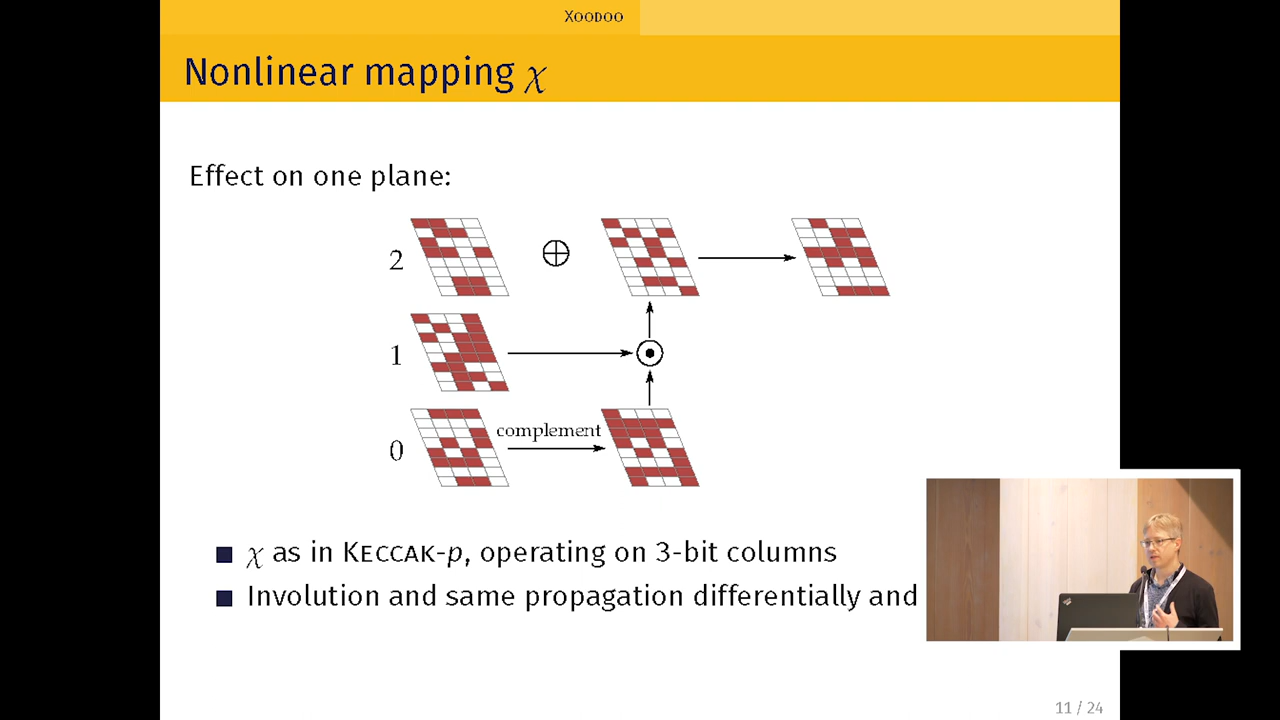 XOODOO
Nonlinear mapping χ
Effect on one plane:
2
1
0
complement
χ as in KECCAK-p, operating on 3-bit columns
Involution and same propagation differentially and
11 / 24